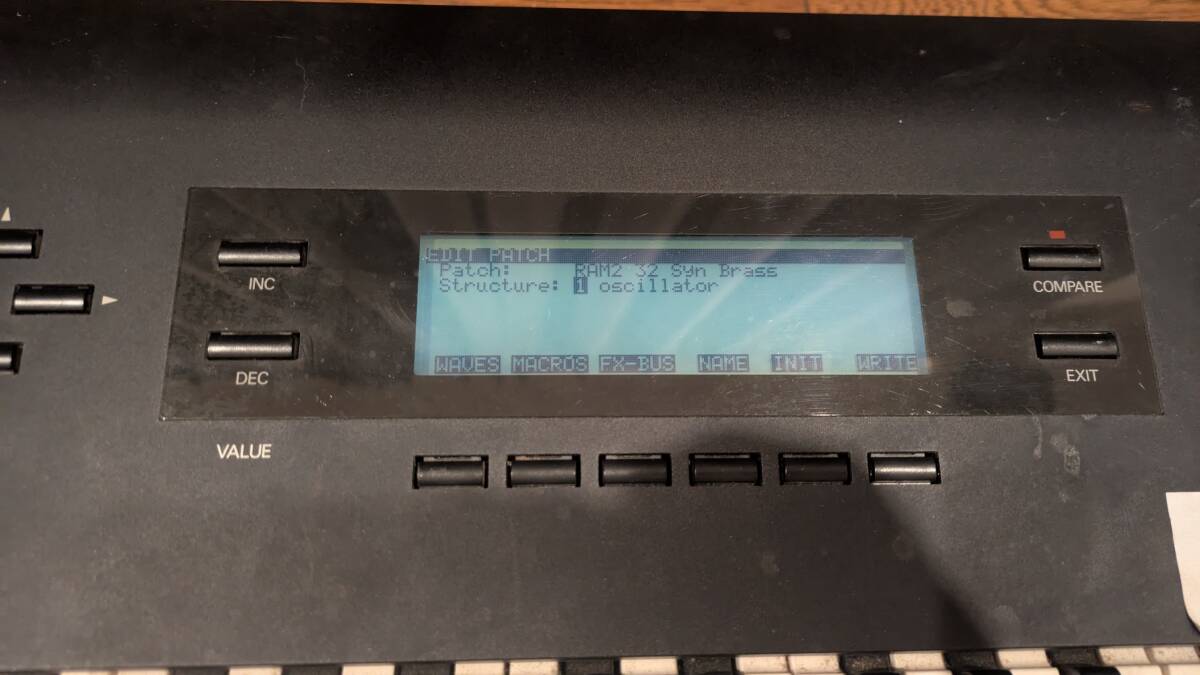 EDIT PATCH
Patch: RAM2 32 Syn Brass
Structure: 1 oscillator
WAVES MACROS FX-BUS NAME INIT WRITE
INC
DEC
VALUE
COMPARE
EXIT